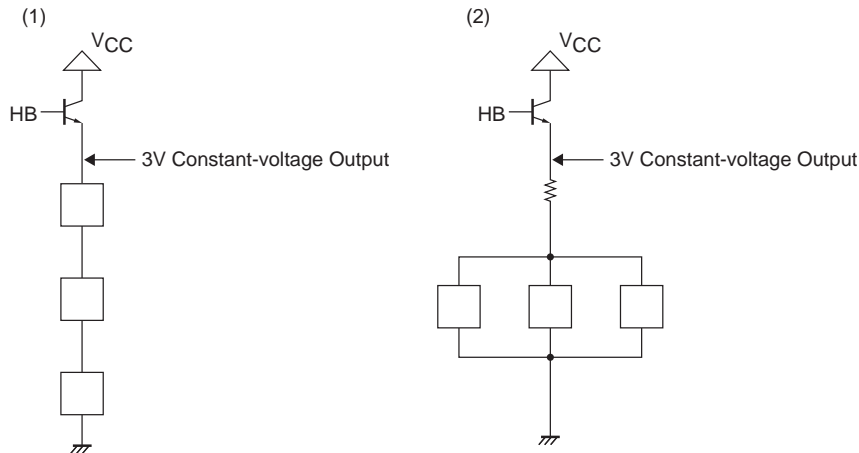 (1)
VCC
HB
3V Constant-voltage Output
(2)
VCC
HB
3V Constant-voltage Output